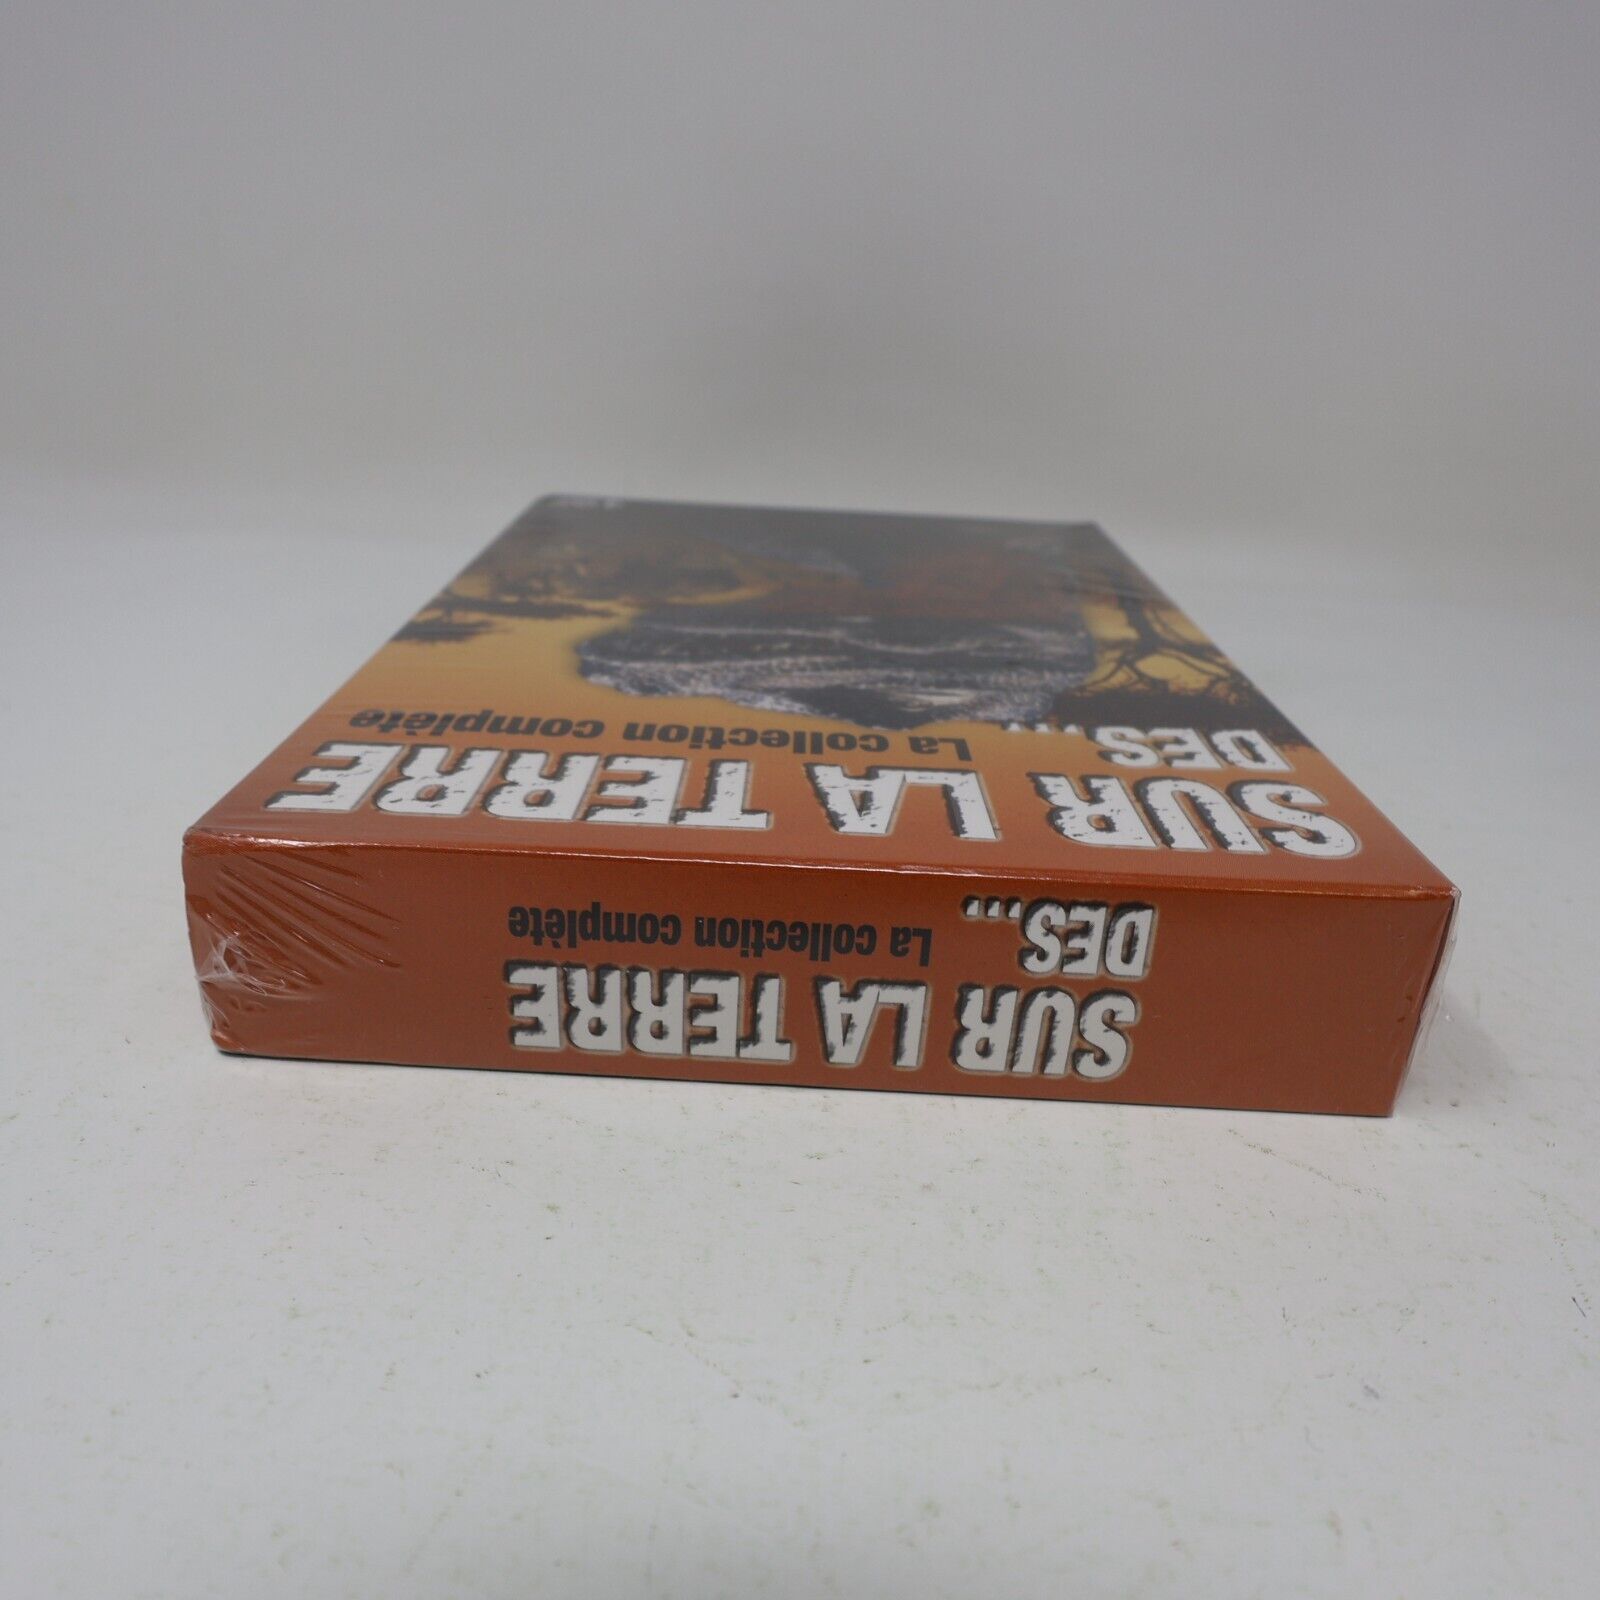 SUR LA TERRE
DES...
La collection complète
SUR LA TERRE
DES...
La collection complète